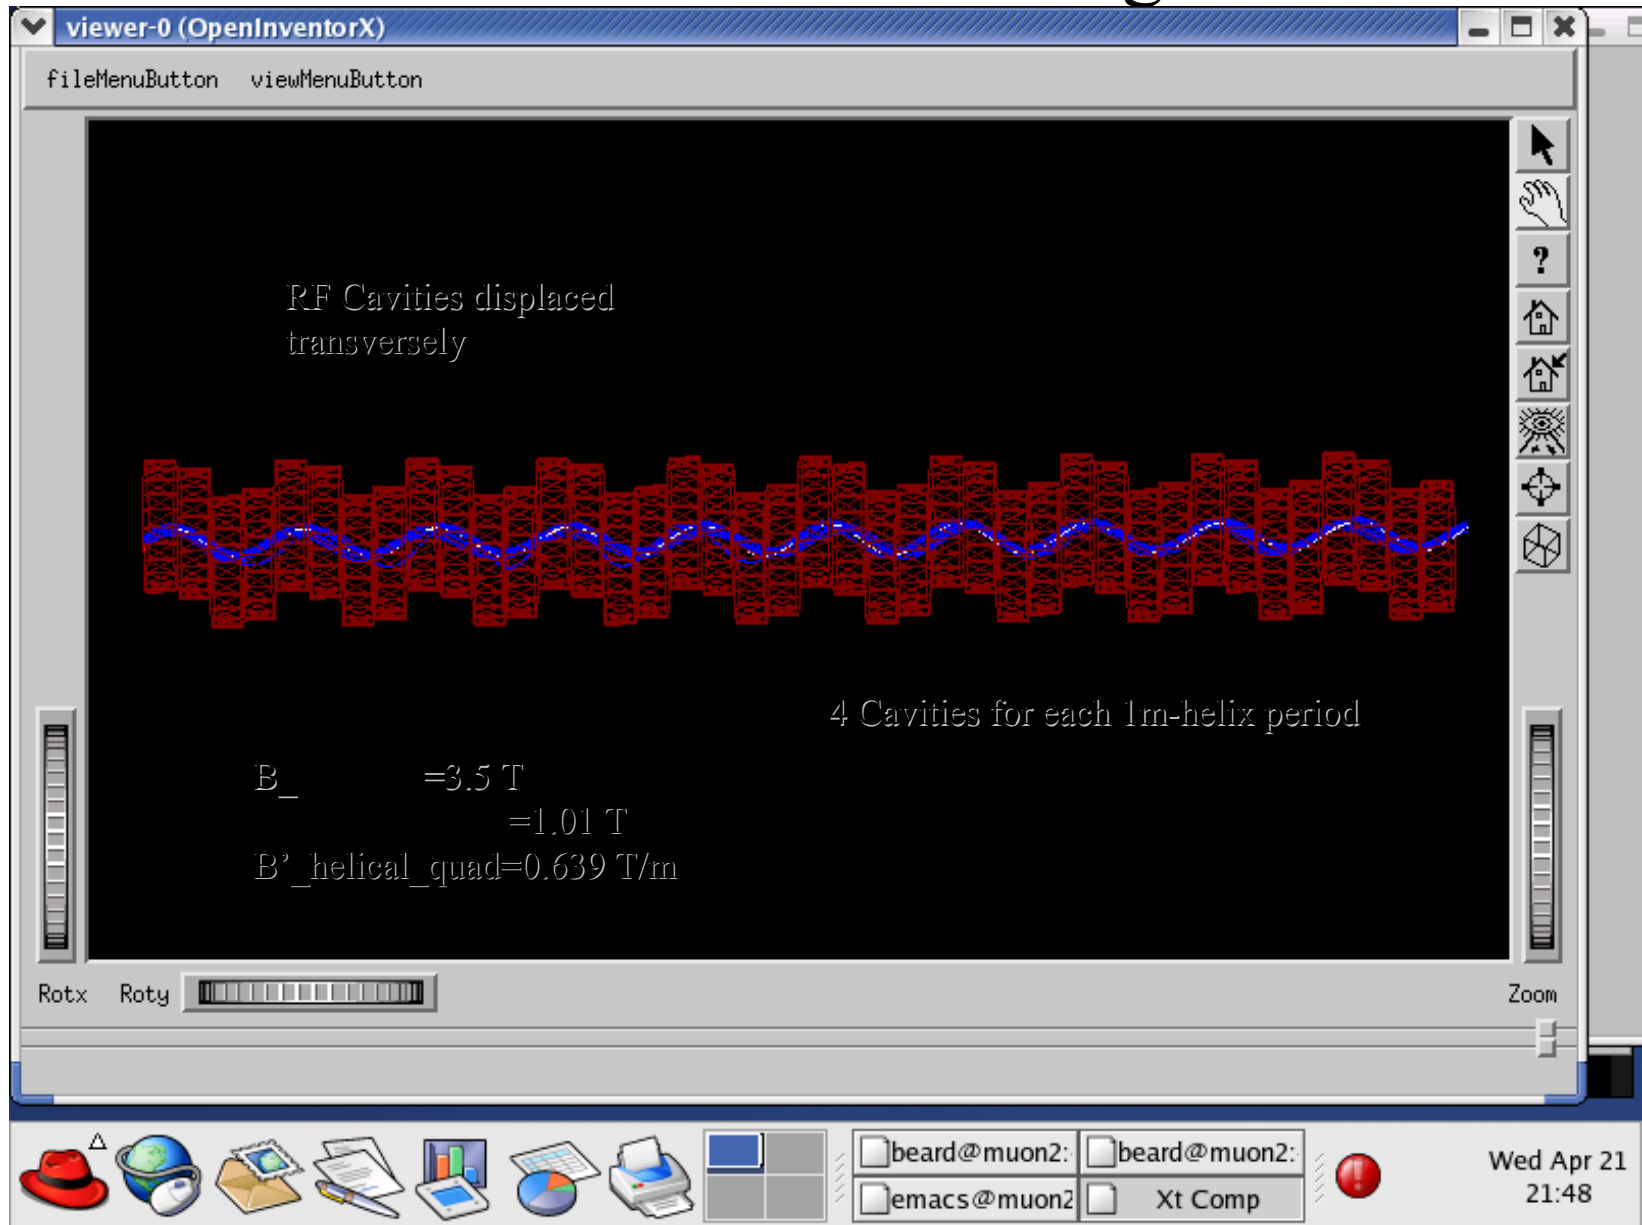 viewer-0 (OpenInventorX)
fileMenuButton viewMenuButton
?
RF Cavities displaced
transversely
4 Cavities for each 1m-helix period
B_ =3.5 T
=1.01 T
B’_helical_quad=0.639 T/m
Rotx Roty Zoom
beard@muon2: beard@muon2:
emacs@muon2 Xt Comp
Wed Apr 21
21:48